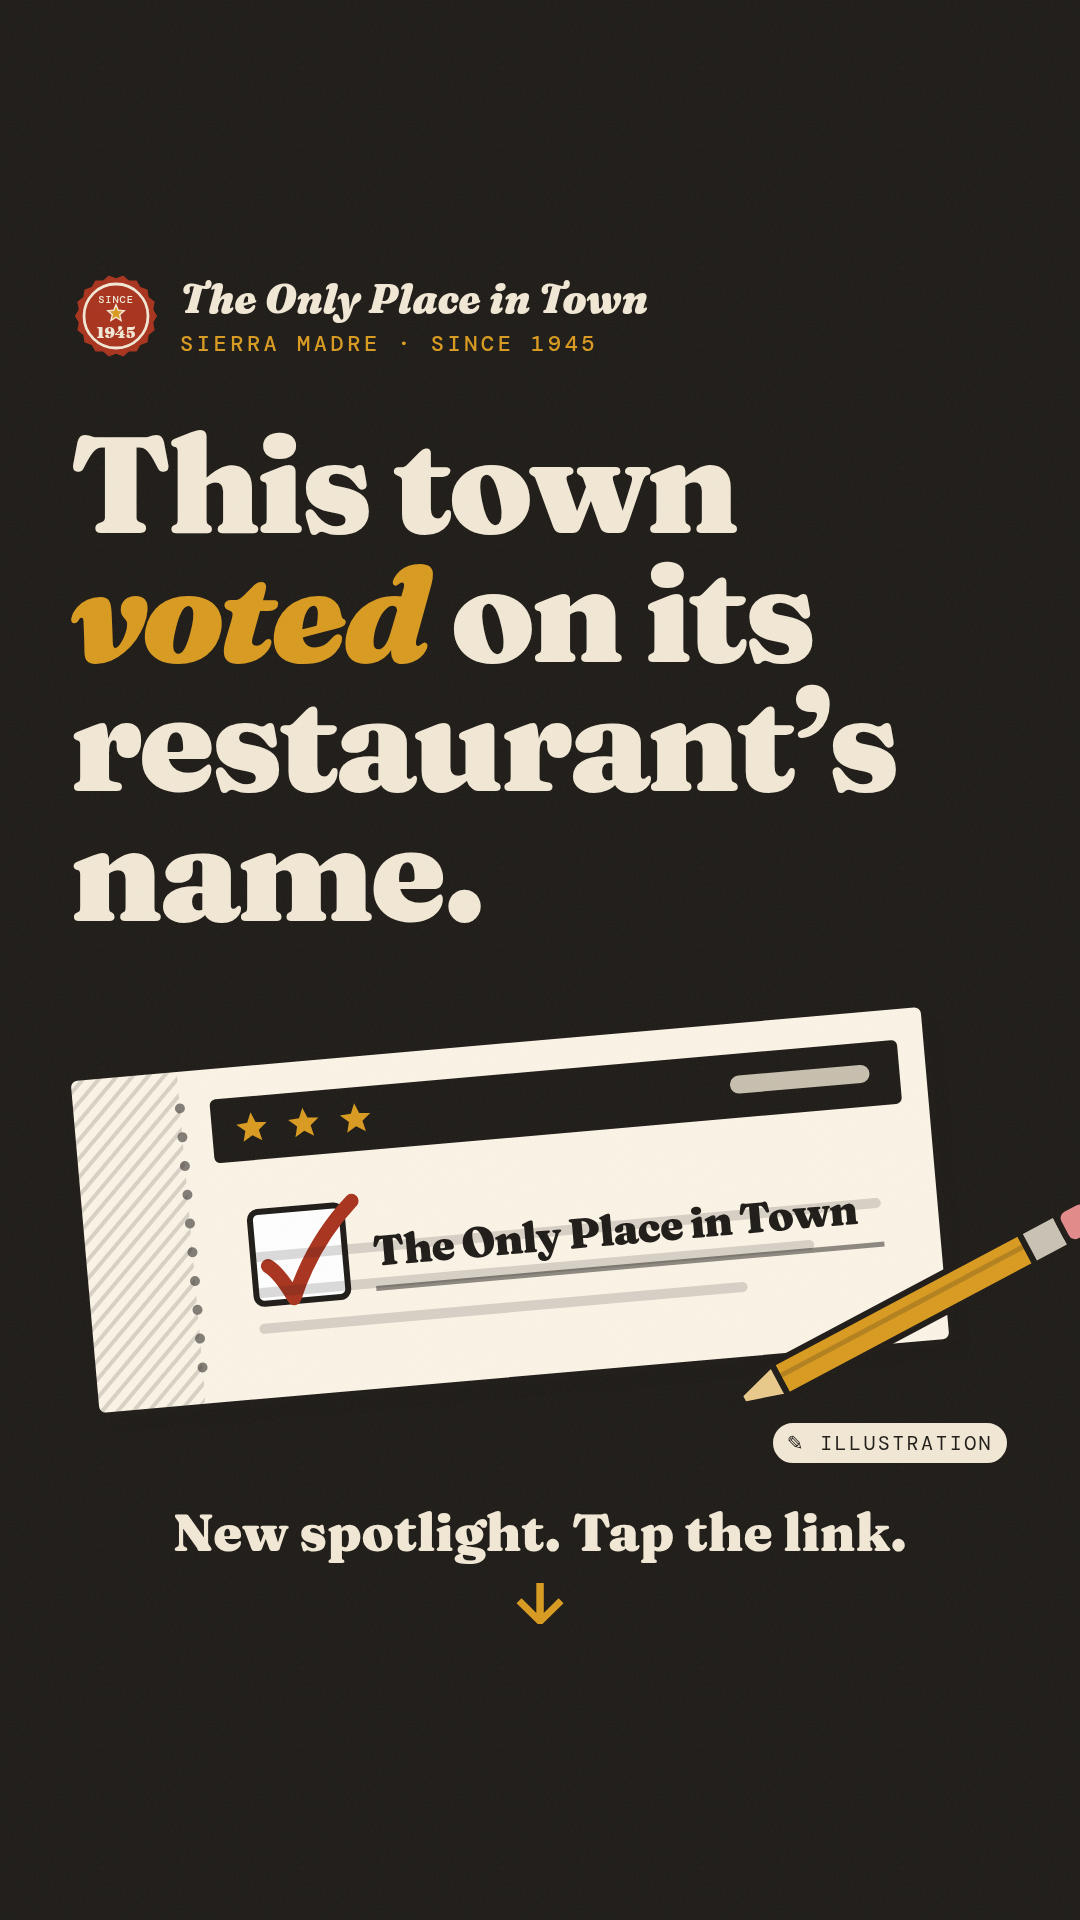 SINCE
1945
The Only Place in Town
SIERRA MADRE · SINCE 1945
This town
voted on its
restaurant’s
name.
The Only Place in Town
✎ ILLUSTRATION
New spotlight. Tap the link.
↓